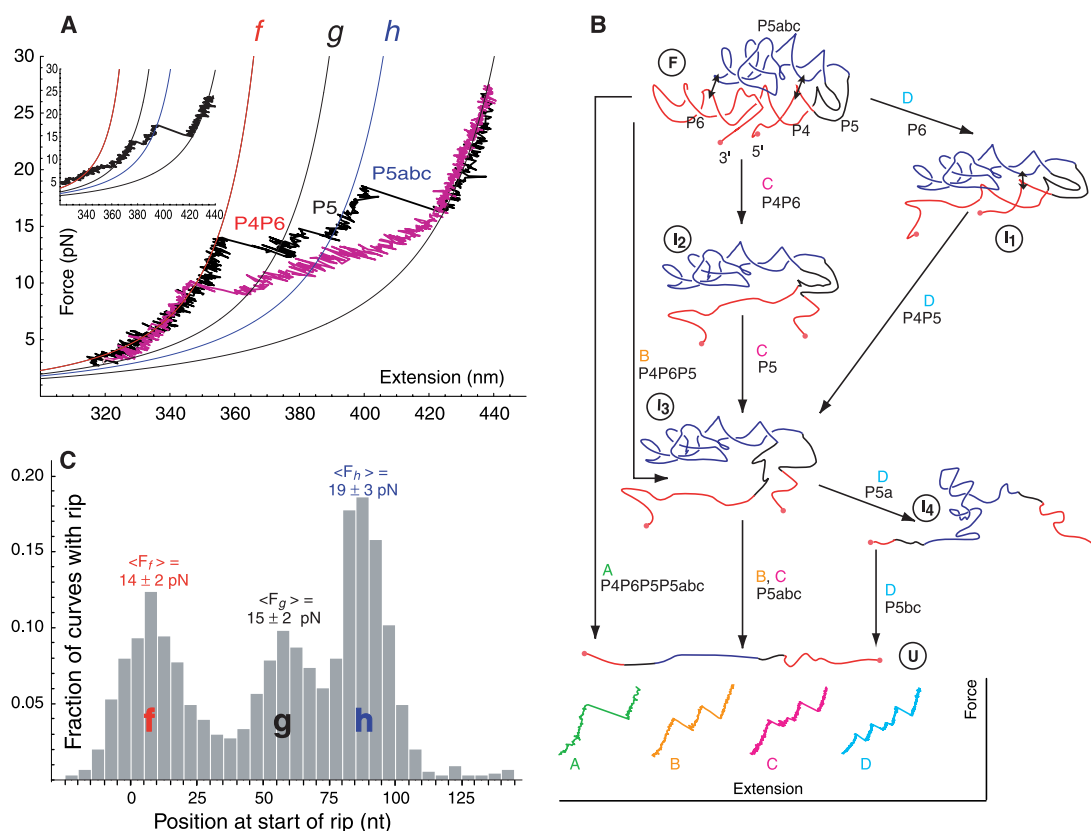 A
f g h
30
25
20
15
10
5
Force (pN)
30
25
20
15
10
5
320 340 360 380 400 420 440
P4P6
P5
P5abc
Extension (nm)
320 340 360 380 400 420 440
B
P5abc
F
P6 P4 P5
3' 5'
D
P6
I1
C
P4P6
I2
D
P4P5
B
P4P6P5
C
P5
I3
D
P5a
I4
A
P4P6P5P5abc
B, C
P5abc
D
P5bc
U
A B C D
Force
Extension
C
Fraction of curves with rip
0.20
0.15
0.10
0.05
<Ff> =
14 ± 2 pN
<Fg> =
15 ± 2 pN
<Fh> =
19 ± 3 pN
f g h
0 25 50 75 100 125
Position at start of rip (nt)